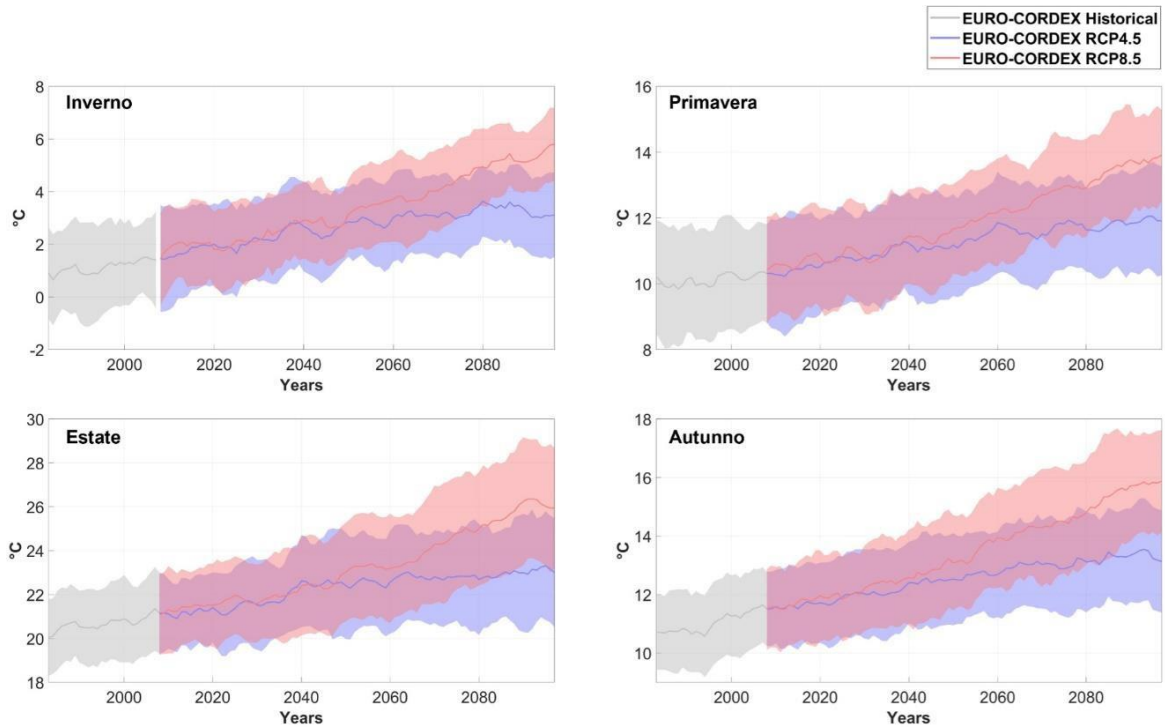 EURO-CORDEX Historical
EURO-CORDEX RCP4.5
EURO-CORDEX RCP8.5
Inverno
8
6
4
2
0
-2
°C
2000 2020 2040 2060 2080
Years
Primavera
16
14
12
10
8
°C
2000 2020 2040 2060 2080
Years
Estate
30
28
26
24
22
20
18
°C
2000 2020 2040 2060 2080
Years
Autunno
18
16
14
12
10
°C
2000 2020 2040 2060 2080
Years